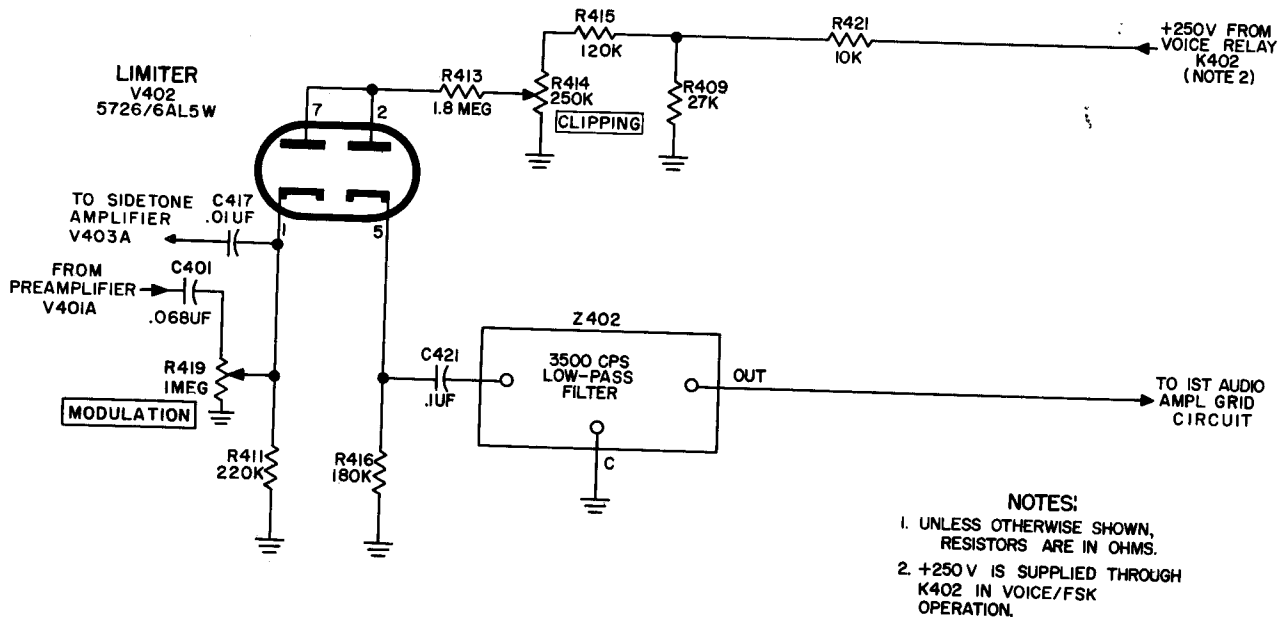 R415
120K
R421
10K
+250V FROM
VOICE RELAY
K402
(NOTE 2)
LIMITER
V402
5726/6AL5W
7
2
R413
1.8 MEG
R414
250K
CLIPPING
R409
27K
TO SIDETONE
AMPLIFIER
V403A
C417
.01UF
1
5
FROM
PREAMPLIFIER
V401A
C401
.068UF
R419
1MEG
MODULATION
R411
220K
R416
180K
C421
.1UF
Z402
3500 CPS
LOW-PASS
FILTER
C
OUT
TO 1ST AUDIO
AMPL GRID
CIRCUIT
NOTES:
1. UNLESS OTHERWISE SHOWN,
RESISTORS ARE IN OHMS.
2. +250V IS SUPPLIED THROUGH
K402 IN VOICE/FSK
OPERATION.